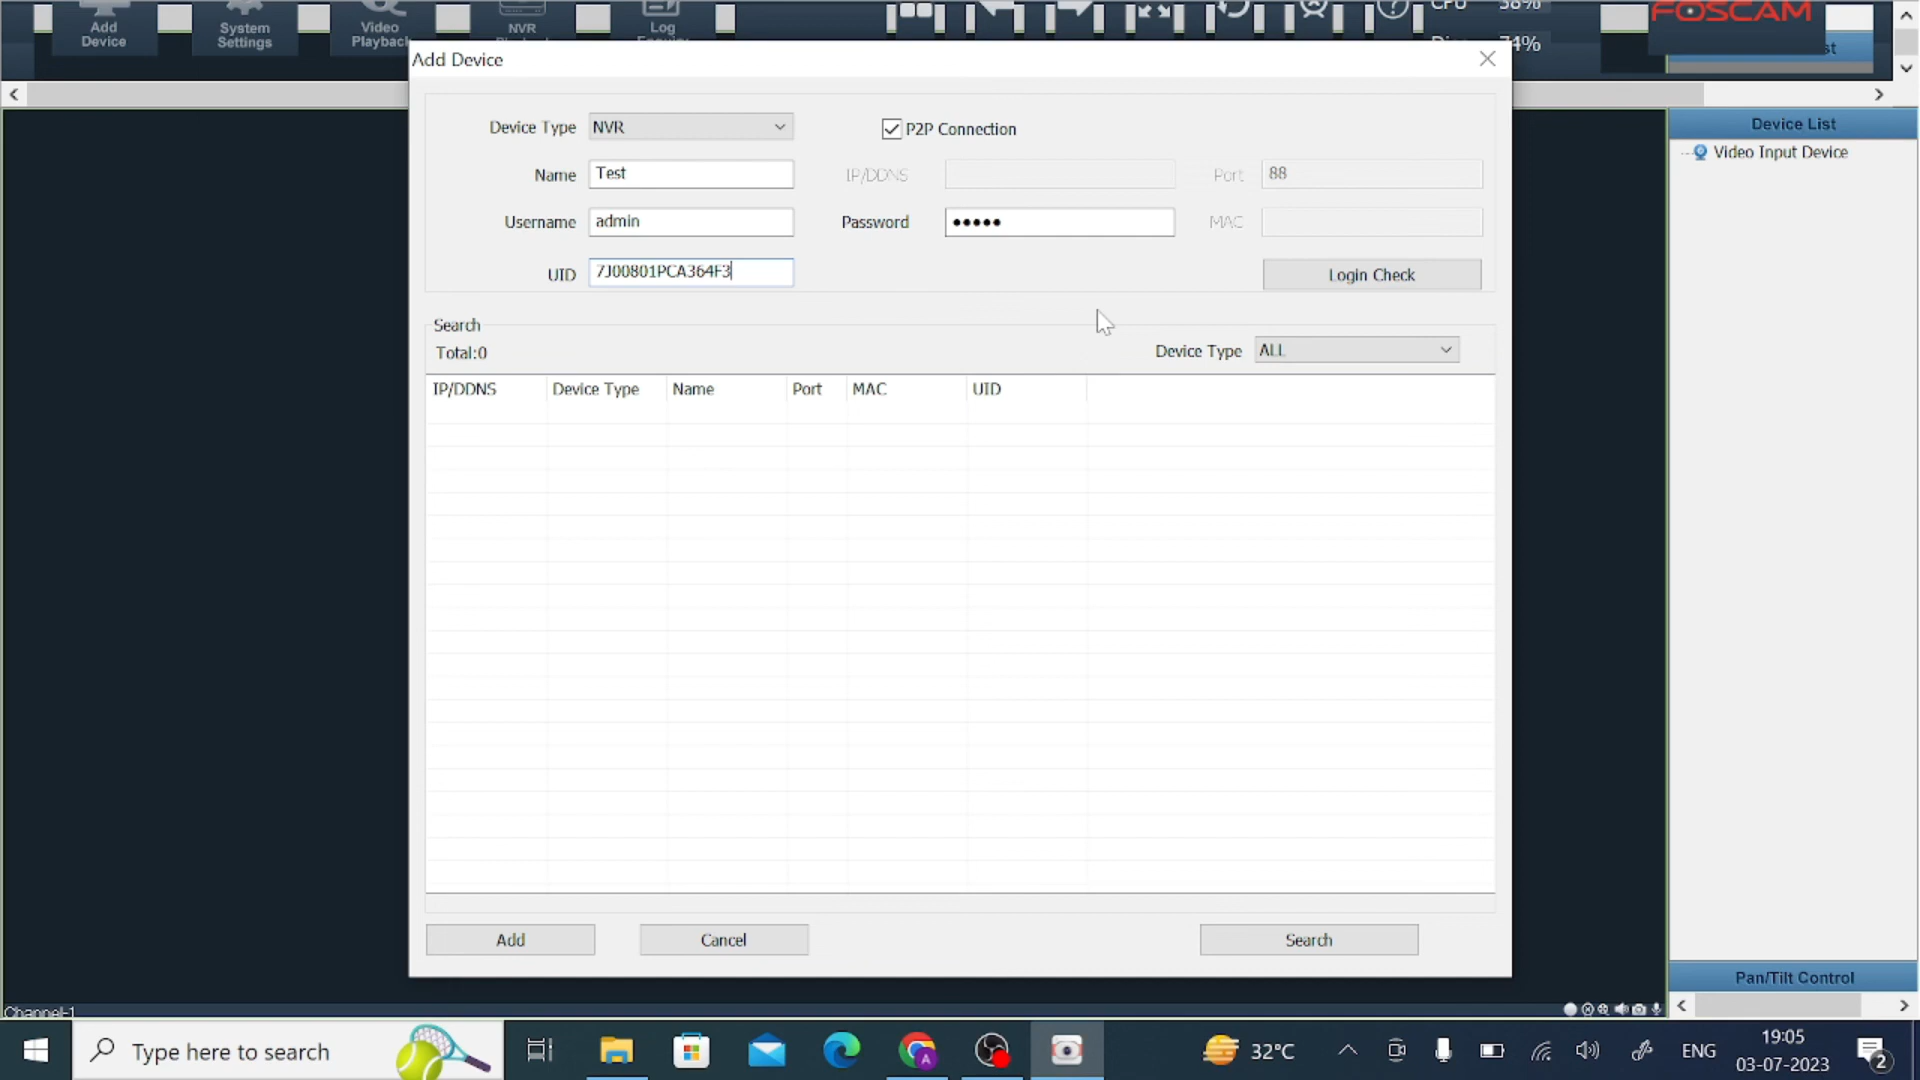 Add
Device
System
Settings
Video
Playback
NVR
Log
CPU 38%
74%
FOSCAM
Add Device
Device Type NVR
P2P Connection
Name Test
IP/DDNS
Port 88
Username admin
Password •••••
MAC
UID 7J00801PCA364F3
Login Check
Search
Total:0
Device Type ALL
IP/DDNS Device Type Name Port MAC UID
Add
Cancel
Search
Device List
Video Input Device
Pan/Tilt Control
Channel-1
Type here to search
32°C
ENG
19:05
03-07-2023
2